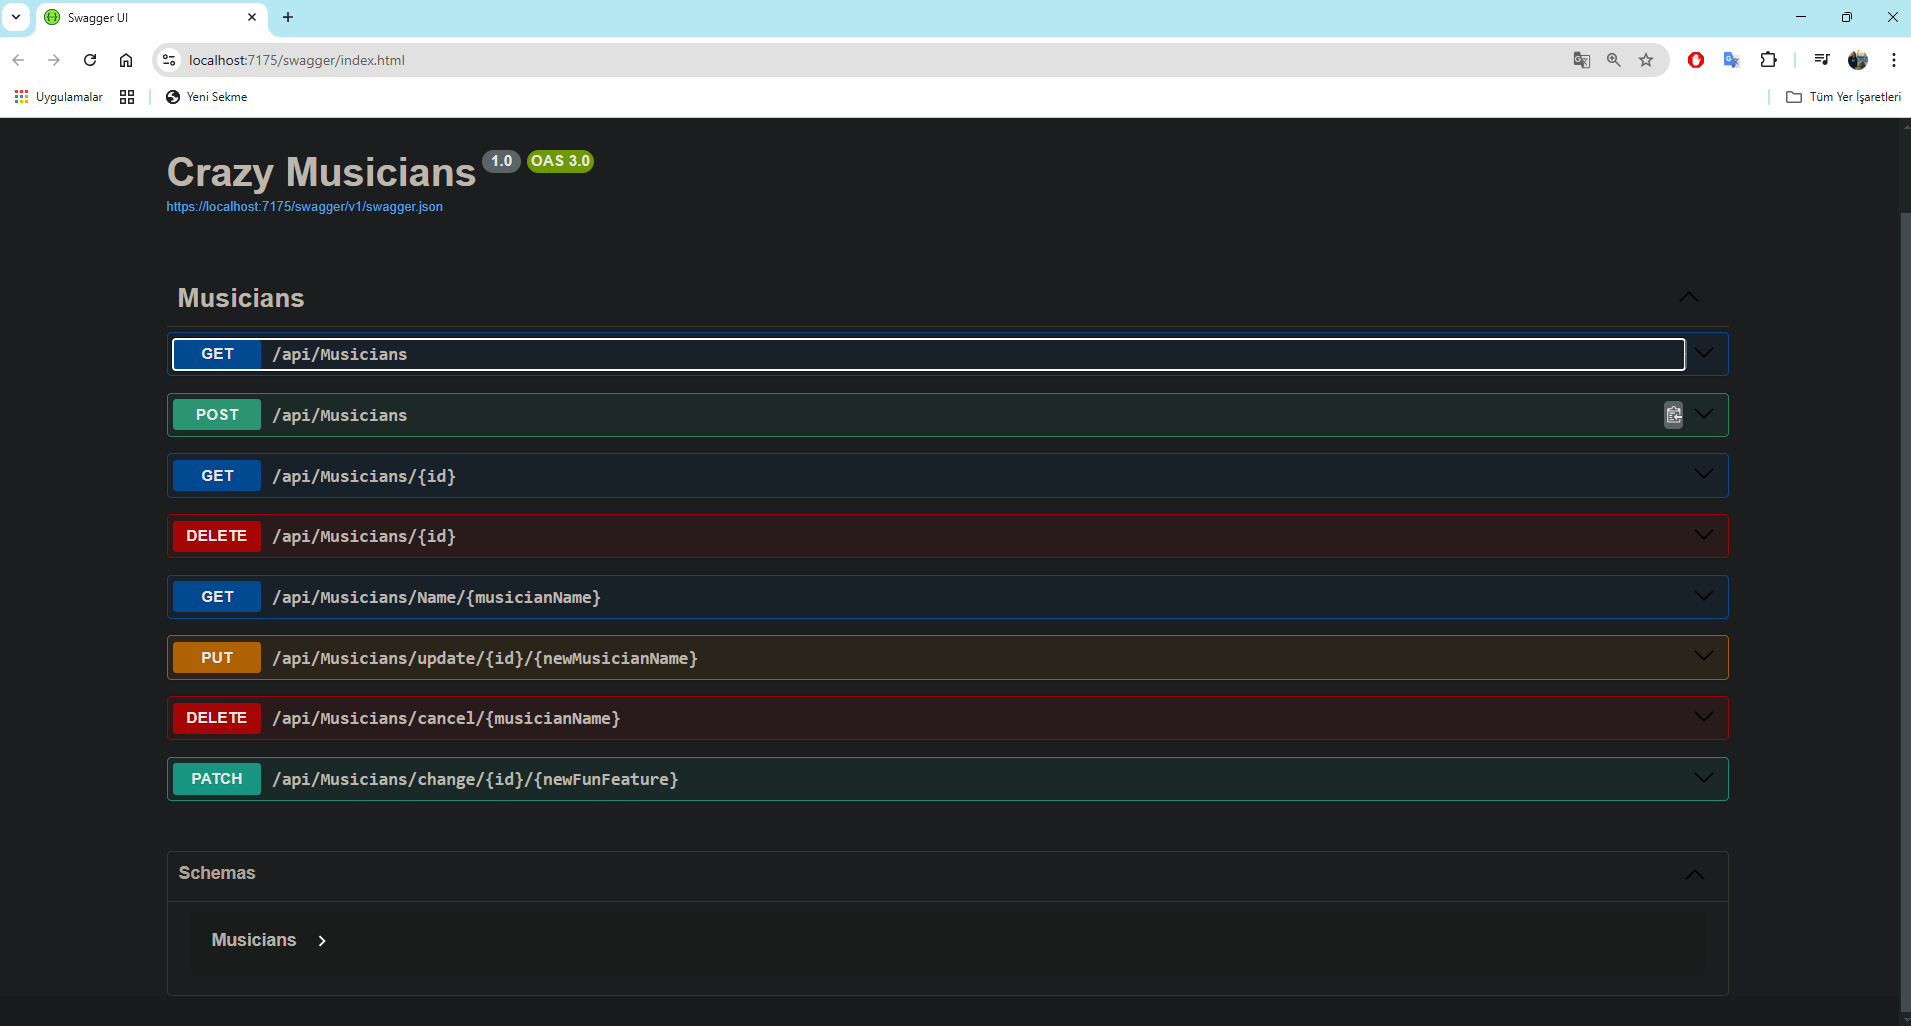 Swagger UI
localhost:7175/swagger/index.html
Uygulamalar
Yeni Sekme
Tüm Yer İşaretleri
Crazy Musicians 1.0 OAS 3.0
https://localhost:7175/swagger/v1/swagger.json
Musicians
GET /api/Musicians
POST /api/Musicians
GET /api/Musicians/{id}
DELETE /api/Musicians/{id}
GET /api/Musicians/Name/{musicianName}
PUT /api/Musicians/update/{id}/{newMusicianName}
DELETE /api/Musicians/cancel/{musicianName}
PATCH /api/Musicians/change/{id}/{newFunFeature}
Schemas
Musicians